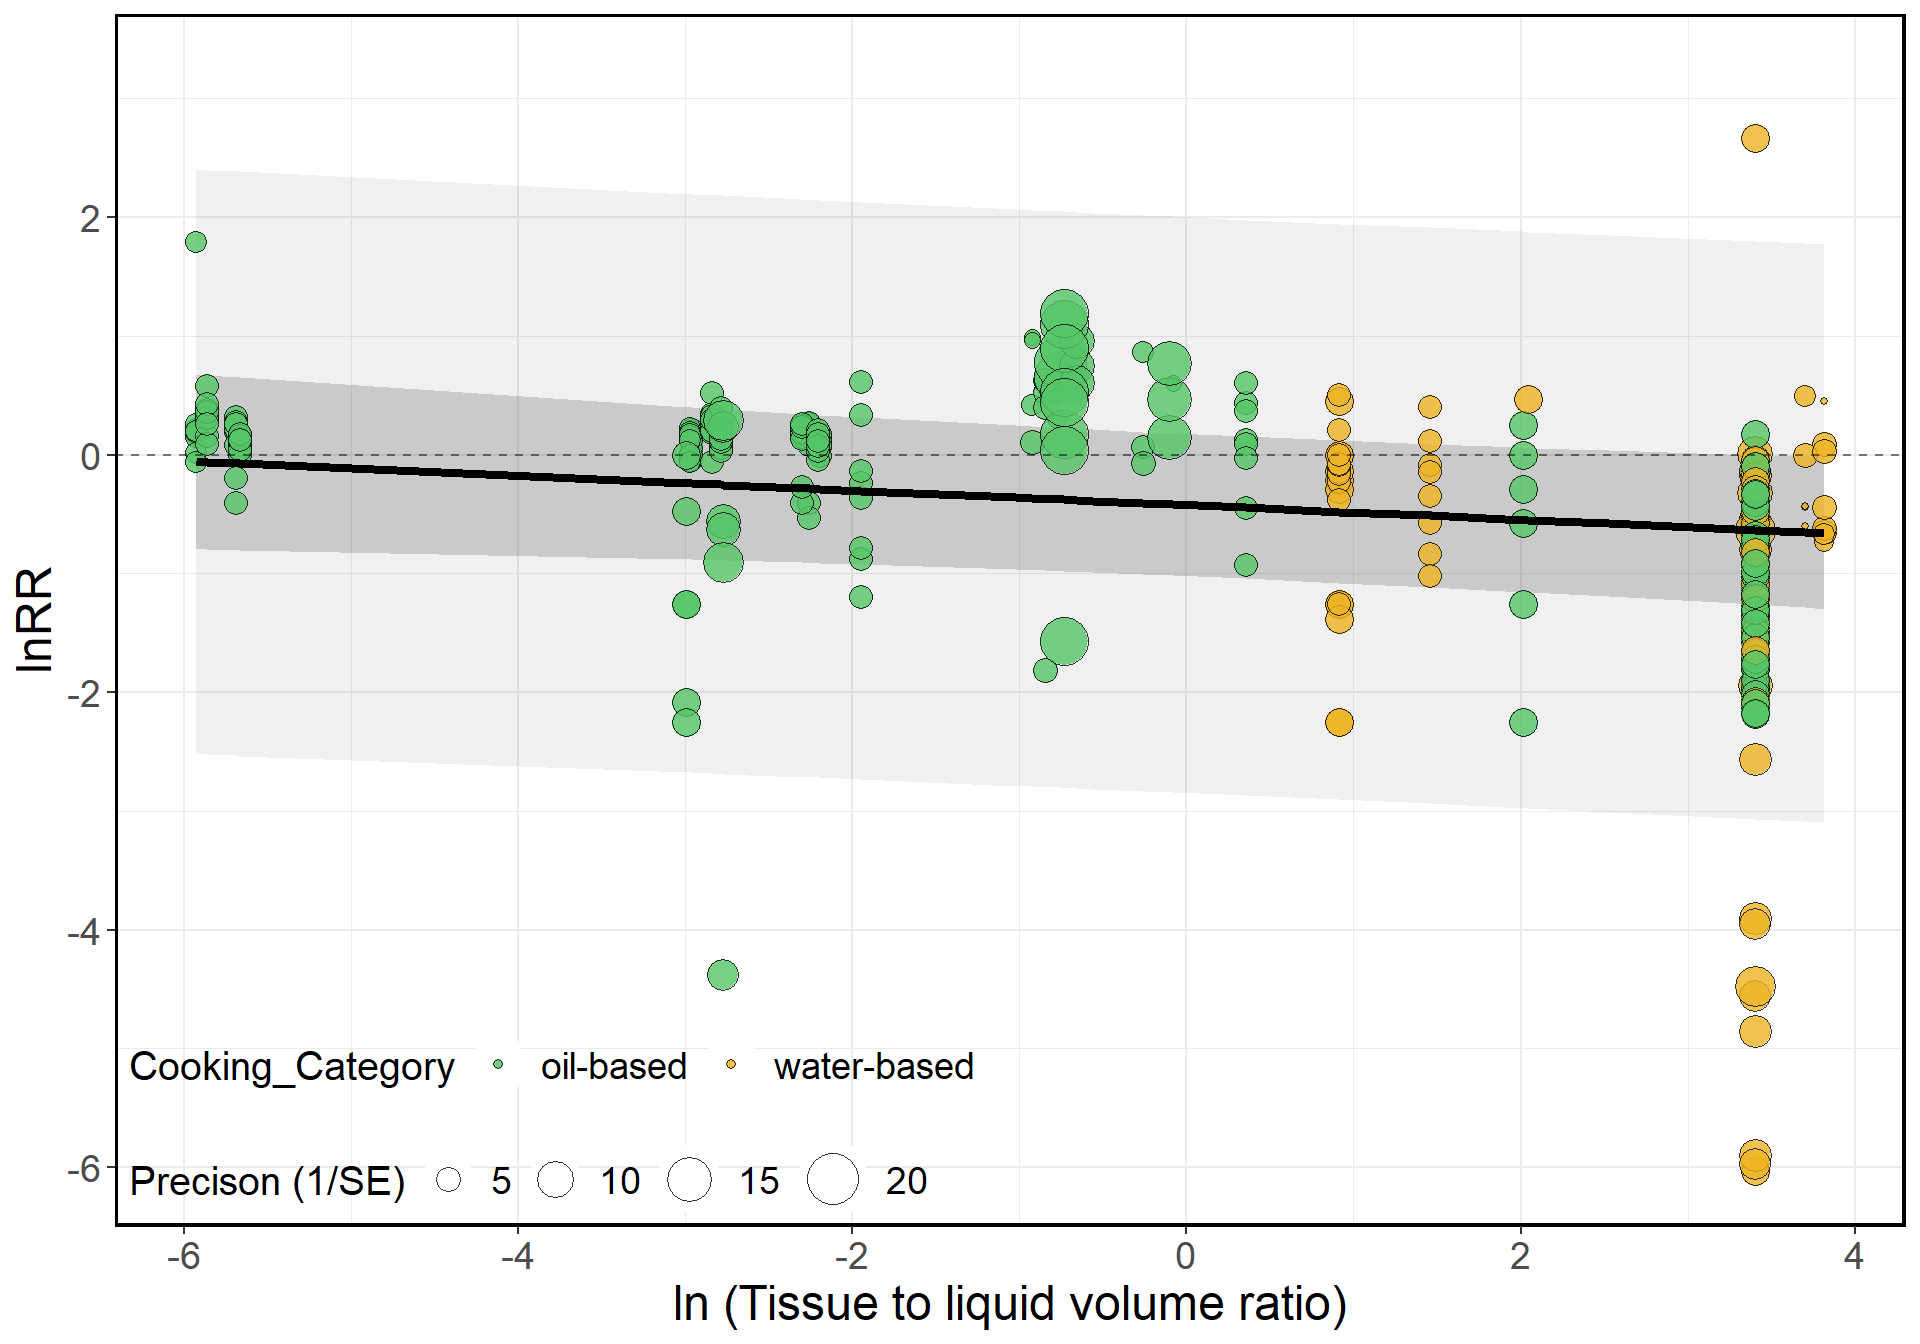 lnRR
2
0
-2
-4
-6
Cooking_Category oil-based water-based
Precison (1/SE) 5 10 15 20
-6 -4 -2 0 2 4
ln (Tissue to liquid volume ratio)